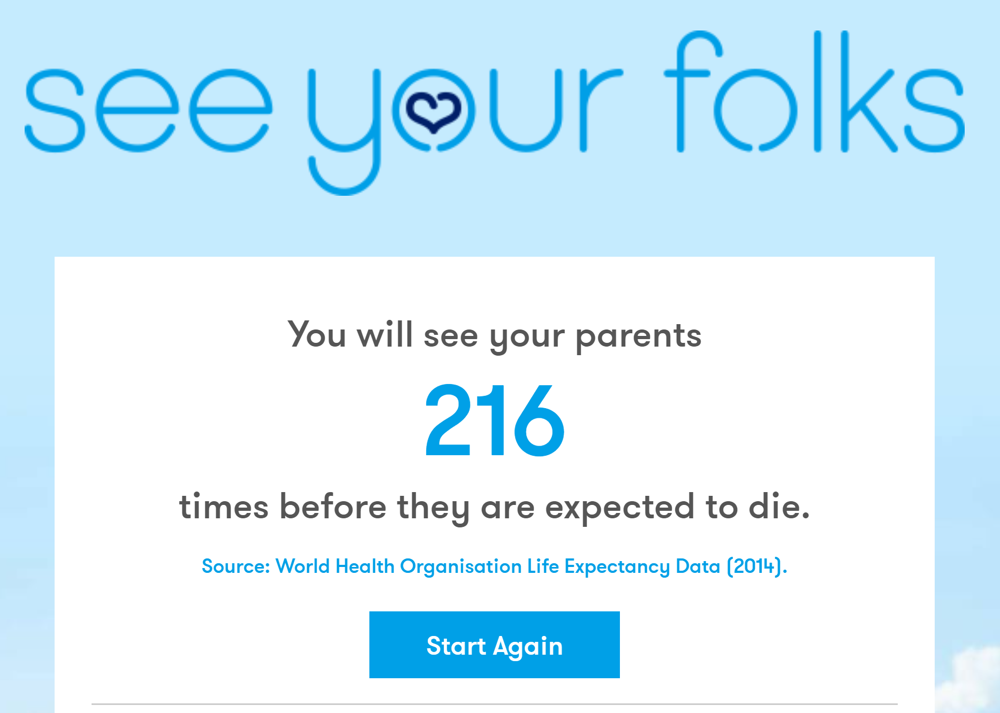 see your folks
You will see your parents
216
times before they are expected to die.
Source: World Health Organisation Life Expectancy Data (2014).
Start Again